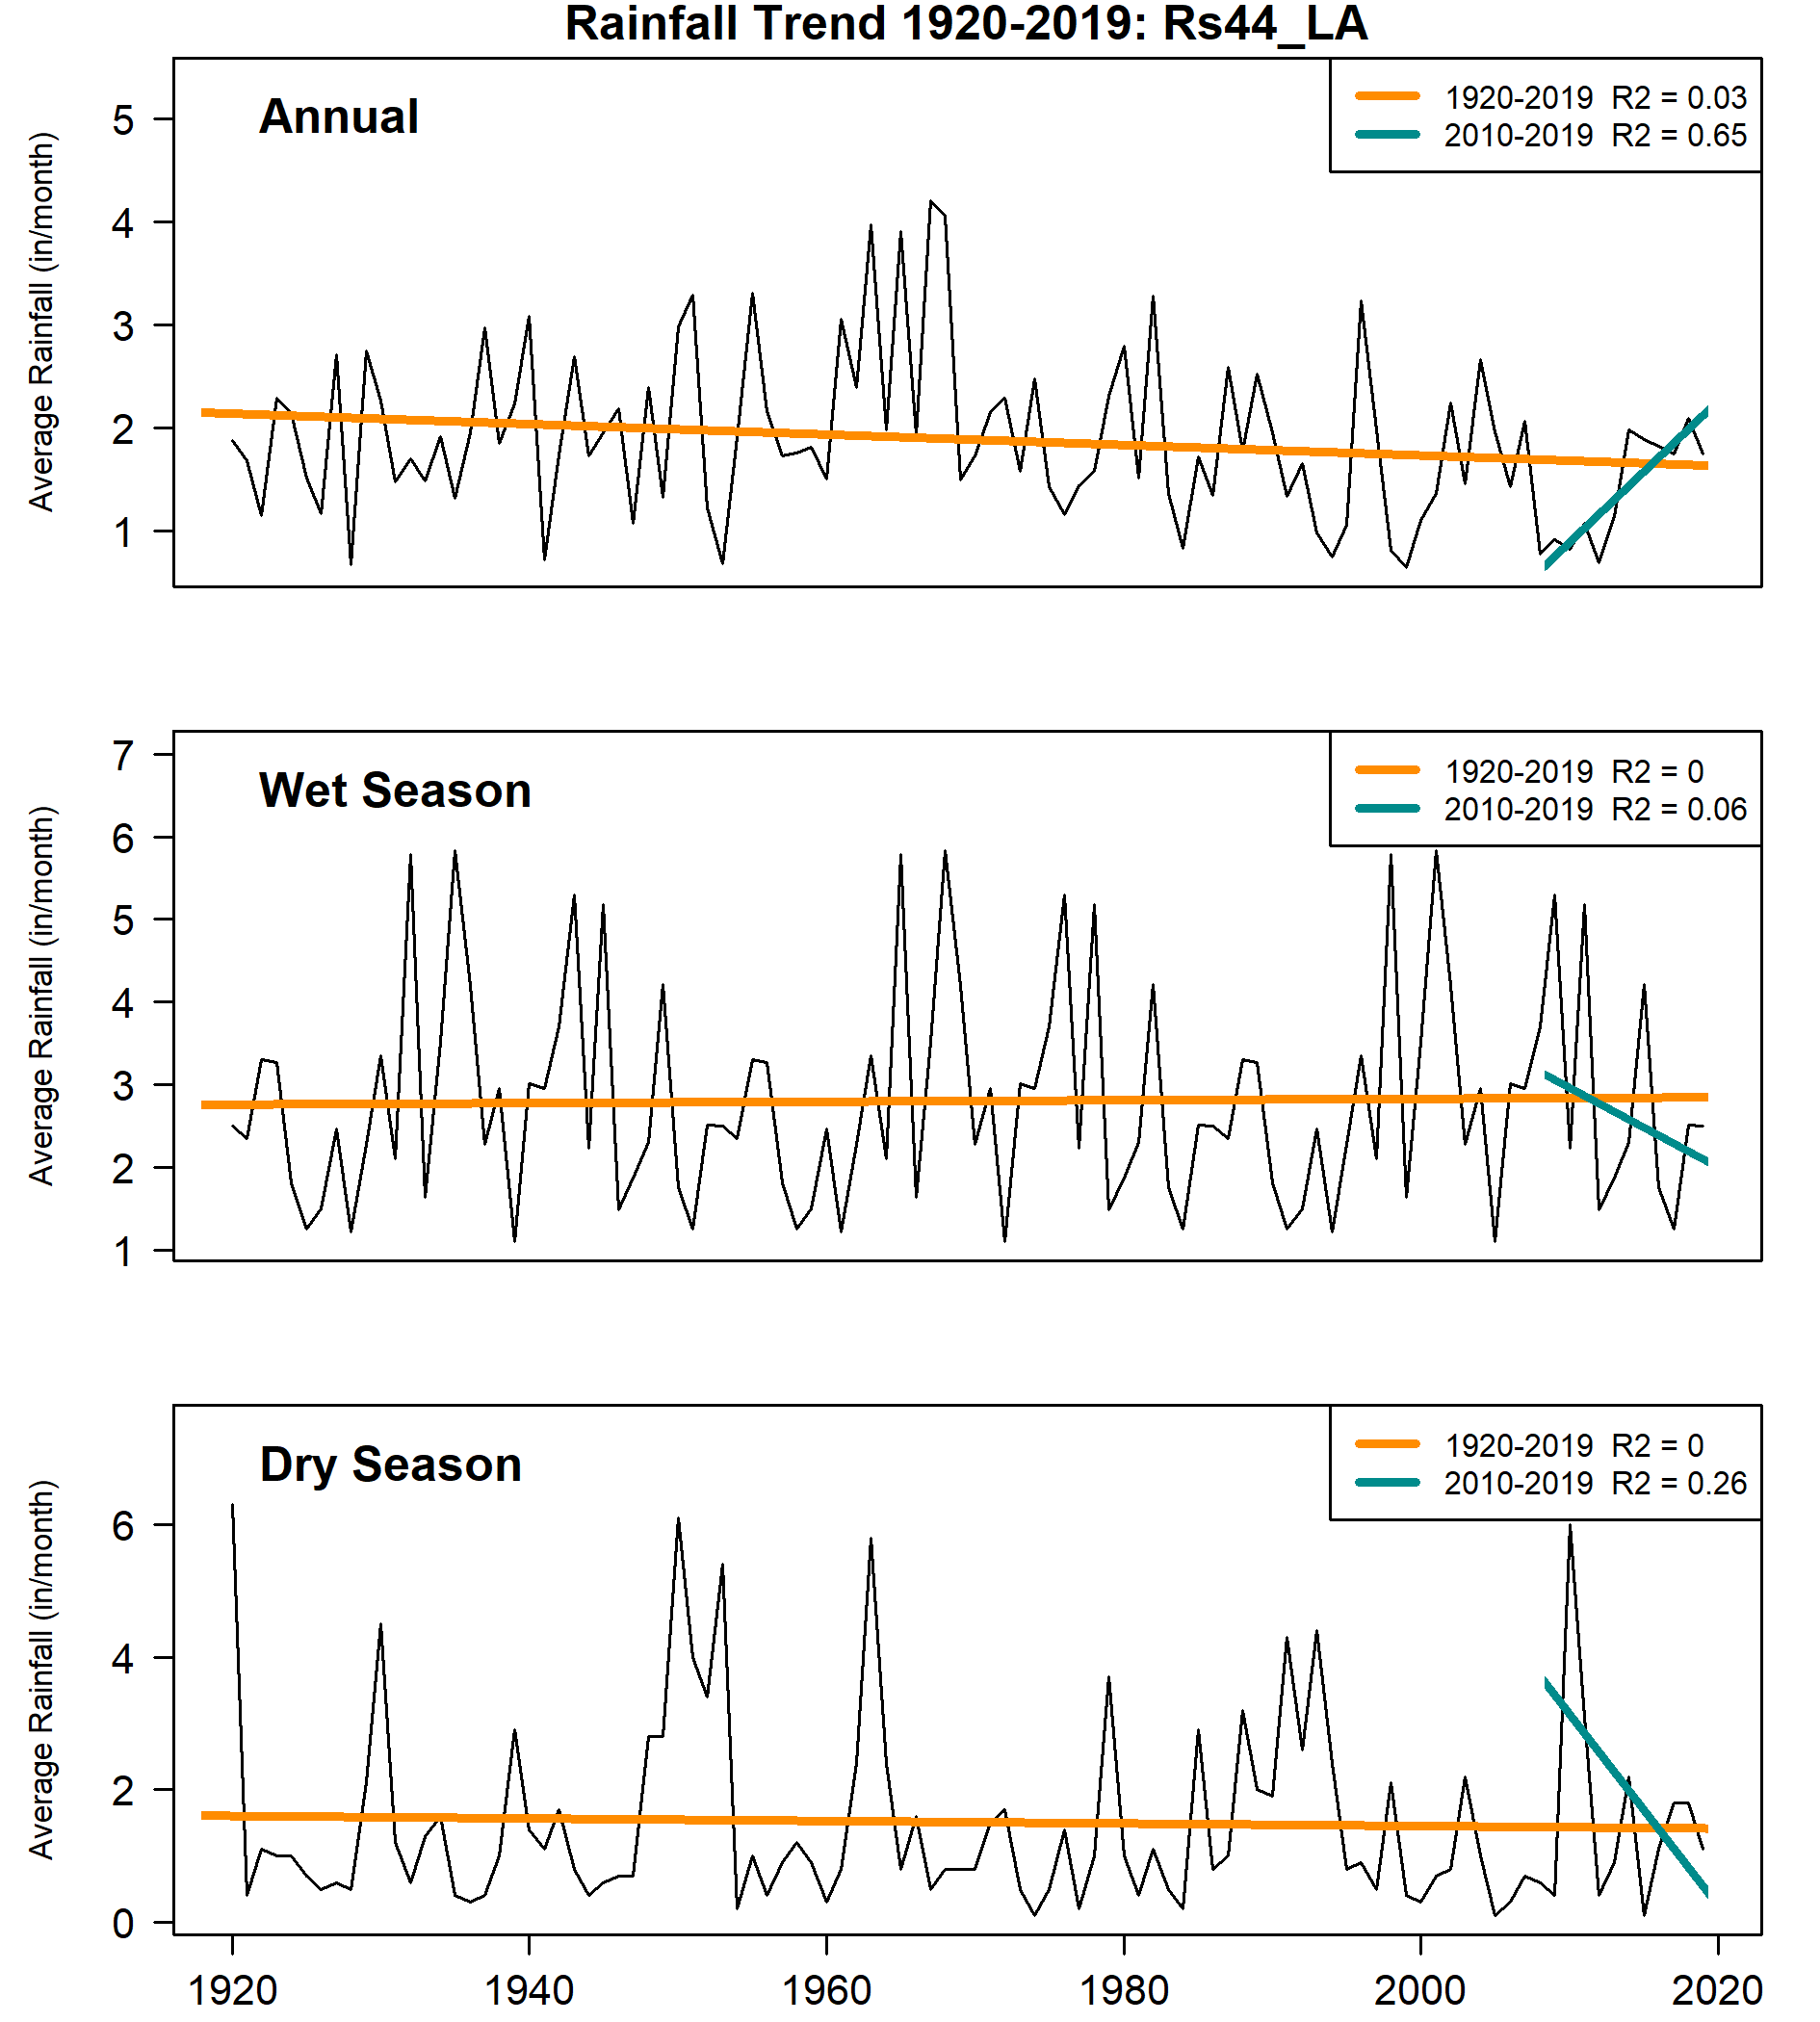 Rainfall Trend 1920-2019: Rs44_LA
Annual
1920-2019 R2 = 0.03
2010-2019 R2 = 0.65
Average Rainfall (in/month)
5
4
3
2
1
Wet Season
1920-2019 R2 = 0
2010-2019 R2 = 0.06
Average Rainfall (in/month)
7
6
5
4
3
2
1
Dry Season
1920-2019 R2 = 0
2010-2019 R2 = 0.26
Average Rainfall (in/month)
6
4
2
0
1920 1940 1960 1980 2000 2020